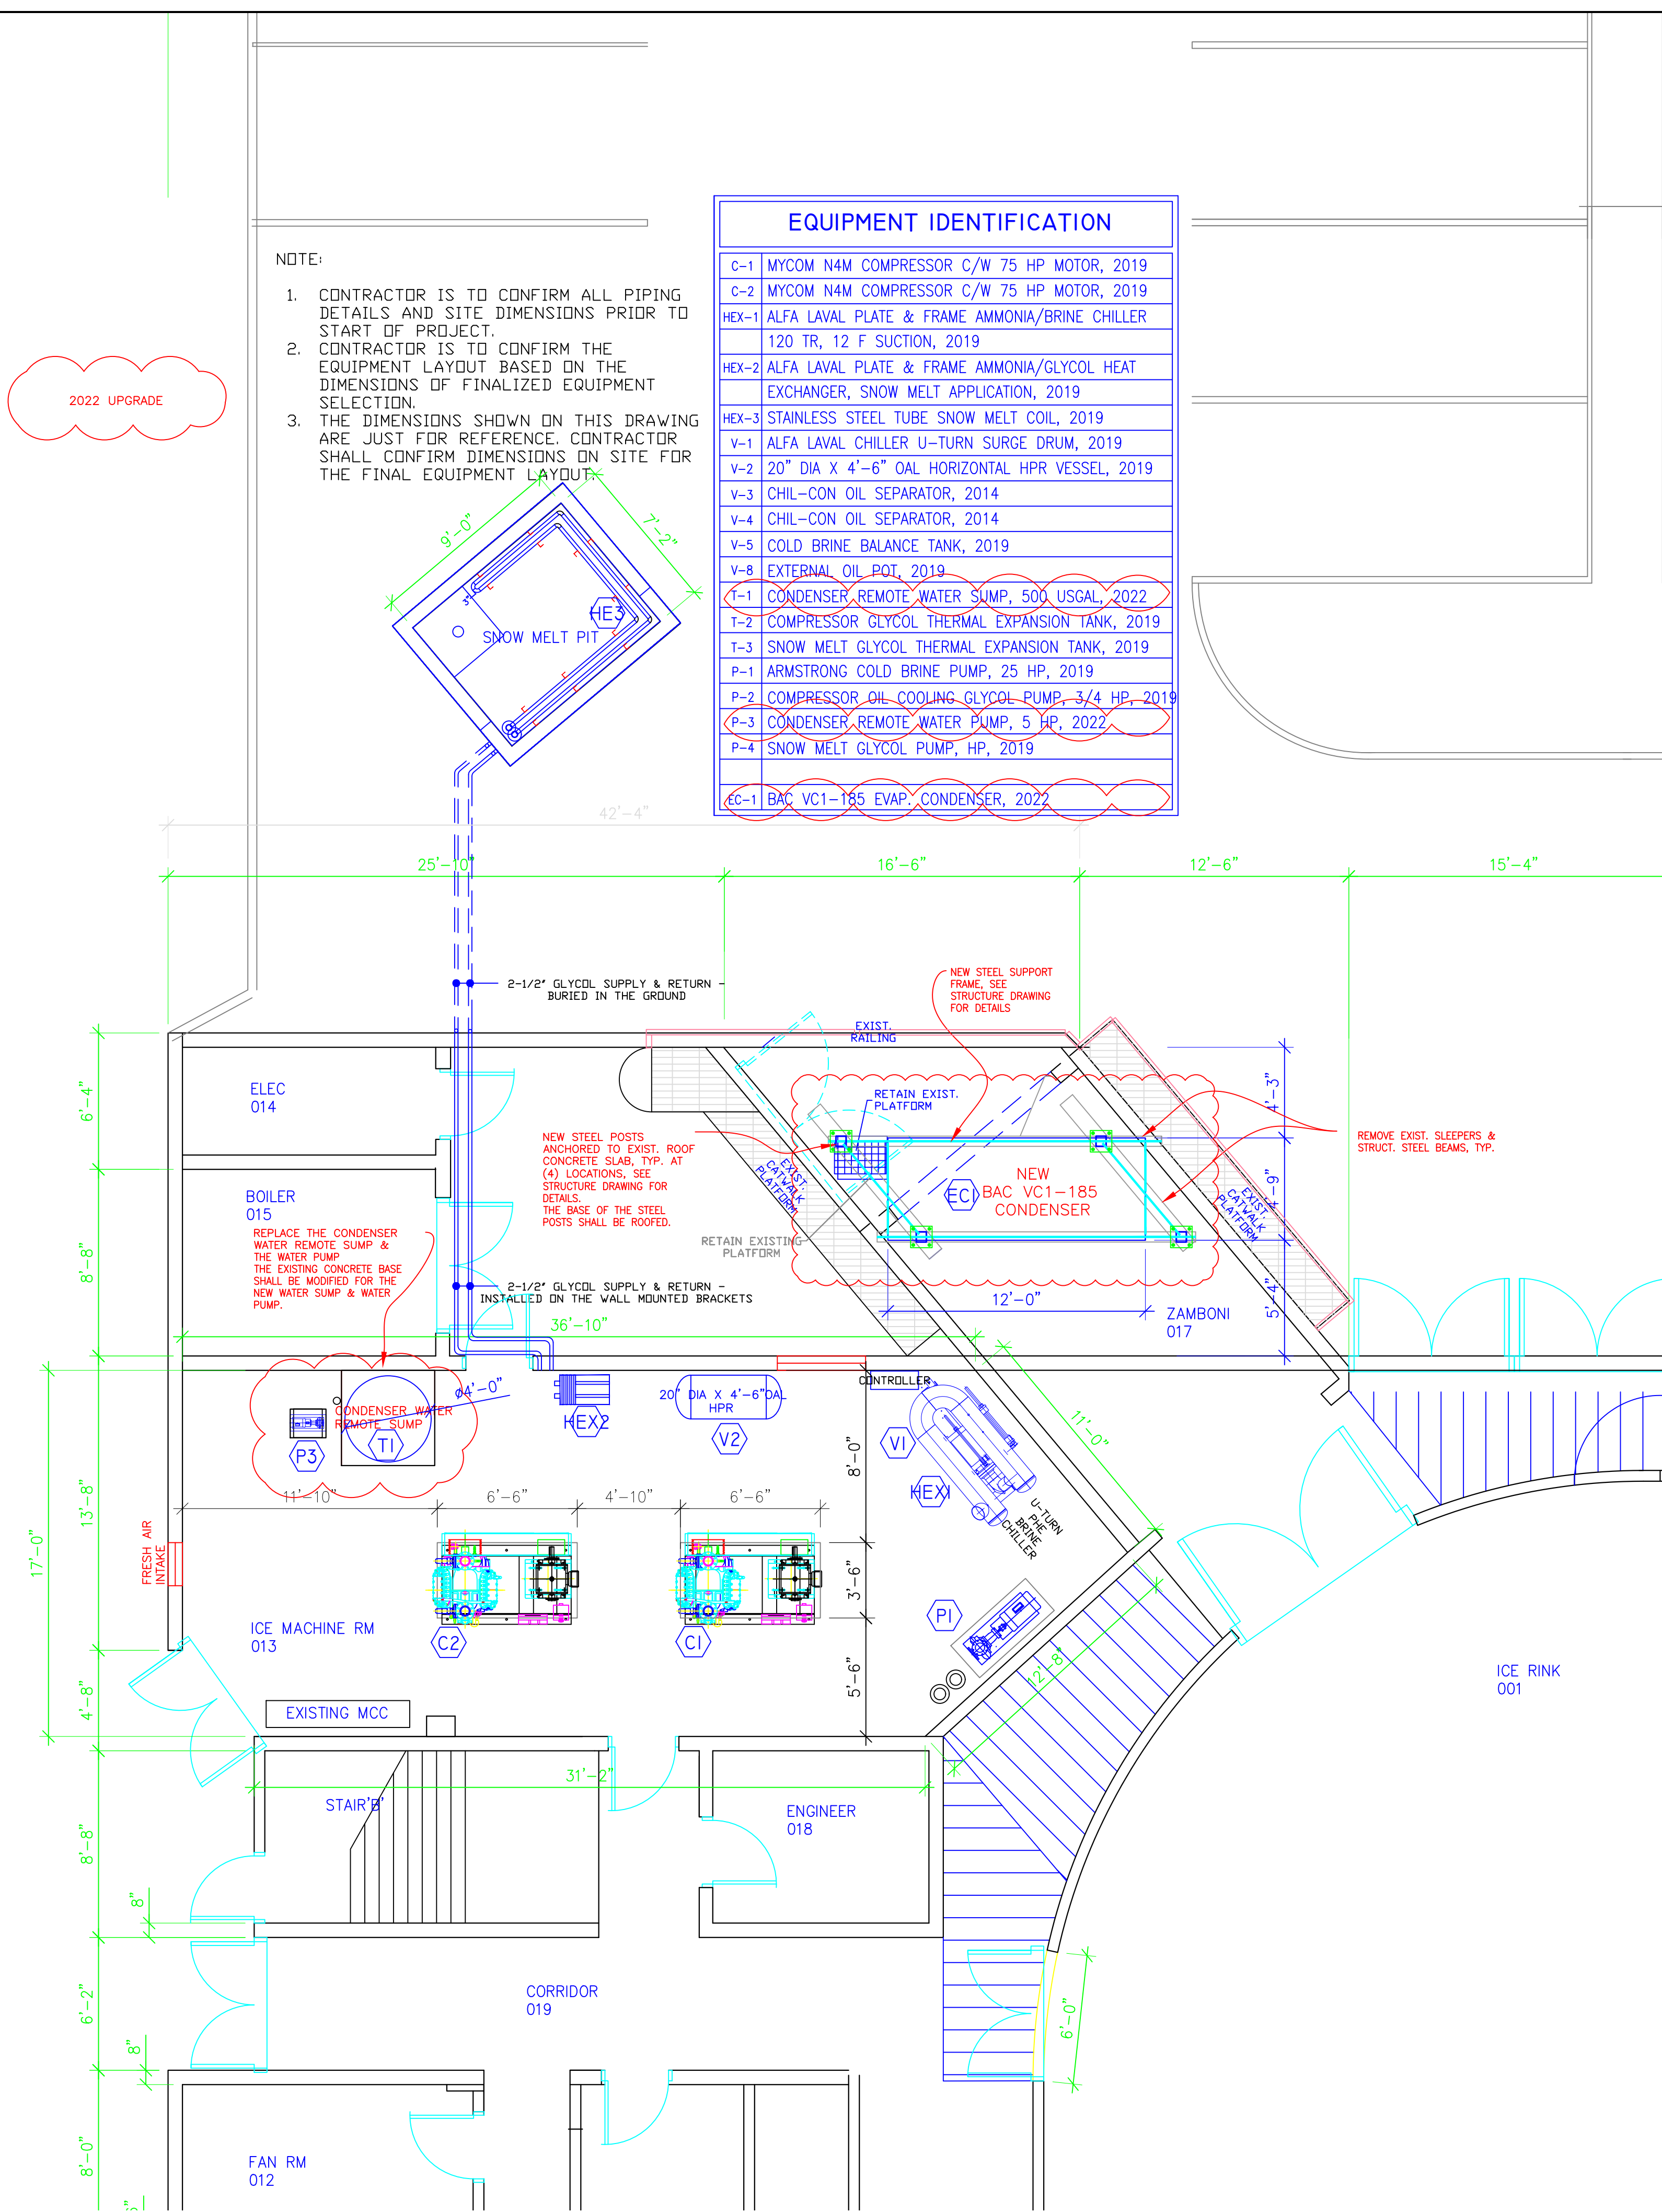 EQUIPMENT IDENTIFICATION
C-1 MYCOM N4M COMPRESSOR C/W 75 HP MOTOR, 2019
C-2 MYCOM N4M COMPRESSOR C/W 75 HP MOTOR, 2019
HEX-1 ALFA LAVAL PLATE & FRAME AMMONIA/BRINE CHILLER
120 TR, 12 F SUCTION, 2019
HEX-2 ALFA LAVAL PLATE & FRAME AMMONIA/GLYCOL HEAT
EXCHANGER, SNOW MELT APPLICATION, 2019
HEX-3 STAINLESS STEEL TUBE SNOW MELT COIL, 2019
V-1 ALFA LAVAL CHILLER U-TURN SURGE DRUM, 2019
V-2 20" DIA X 4'-6" OAL HORIZONTAL HPR VESSEL, 2019
V-3 CHIL-CON OIL SEPARATOR, 2014
V-4 CHIL-CON OIL SEPARATOR, 2014
V-5 COLD BRINE BALANCE TANK, 2019
V-8 EXTERNAL OIL POT, 2019
T-1 CONDENSER REMOTE WATER SUMP, 500 USGAL, 2022
T-2 COMPRESSOR GLYCOL THERMAL EXPANSION TANK, 2019
T-3 SNOW MELT GLYCOL THERMAL EXPANSION TANK, 2019
P-1 ARMSTRONG COLD BRINE PUMP, 25 HP, 2019
P-2 COMPRESSOR OIL COOLING GLYCOL PUMP, 3/4 HP, 2019
P-3 CONDENSER REMOTE WATER PUMP, 5 HP, 2022
P-4 SNOW MELT GLYCOL PUMP, HP, 2019
EC-1 BAC VC1-185 EVAP. CONDENSER, 2022
NOTE:
1. CONTRACTOR IS TO CONFIRM ALL PIPING
DETAILS AND SITE DIMENSIONS PRIOR TO
START OF PROJECT.
2. CONTRACTOR IS TO CONFIRM THE
EQUIPMENT LAYOUT BASED ON THE
DIMENSIONS OF FINALIZED EQUIPMENT
SELECTION.
3. THE DIMENSIONS SHOWN ON THIS DRAWING
ARE JUST FOR REFERENCE. CONTRACTOR
SHALL CONFIRM DIMENSIONS ON SITE FOR
THE FINAL EQUIPMENT LAYOUT.
2022 UPGRADE
9'-0"
7'-2"
3"
HE3
SNOW MELT PIT
42'-4"
25'-10"
16'-6"
12'-6"
15'-4"
2-1/2" GLYCOL SUPPLY & RETURN -
BURIED IN THE GROUND
NEW STEEL SUPPORT
FRAME, SEE
STRUCTURE DRAWING
FOR DETAILS
EXIST.
RAILING
RETAIN EXIST.
PLATFORM
6'-4"
ELEC
014
4'-3"
NEW STEEL POSTS
ANCHORED TO EXIST. ROOF
CONCRETE SLAB, TYP. AT
(4) LOCATIONS, SEE
STRUCTURE DRAWING FOR
DETAILS.
THE BASE OF THE STEEL
POSTS SHALL BE ROOFED.
EXIST.
CATWALK
PLATFORM
REMOVE EXIST. SLEEPERS &
STRUCT. STEEL BEAMS, TYP.
NEW
BAC VC1-185
CONDENSER
EC1
EXIST.
CATWALK
PLATFORM
BOILER
015
8'-8"
REPLACE THE CONDENSER
WATER REMOTE SUMP &
THE WATER PUMP
THE EXISTING CONCRETE BASE
SHALL BE MODIFIED FOR THE
NEW WATER SUMP & WATER
PUMP.
RETAIN EXISTING
PLATFORM
2-1/2" GLYCOL SUPPLY & RETURN -
INSTALLED ON THE WALL MOUNTED BRACKETS
12'-0"
5'-4"
ZAMBONI
017
36'-10"
ø4'-0"
CONDENSER WATER
REMOTE SUMP
P3
T1
HEX2
20" DIA X 4'-6"OAL
HPR
V2
CONTROLLER
V1
HEX1
U-TURN
PHE
BRINE
CHILLER
11'-0"
8'-0"
11'-10"
6'-6"
4'-10"
6'-6"
13'-8"
17'-0"
FRESH AIR
INTAKE
3'-6"
ICE MACHINE RM
013
C2
C1
P1
12'-8"
5'-6"
4'-8"
ICE RINK
001
EXISTING MCC
31'-2"
STAIR'B'
ENGINEER
018
8'-8"
8"
6'-2"
CORRIDOR
019
6'-0"
8"
8'-0"
FAN RM
012